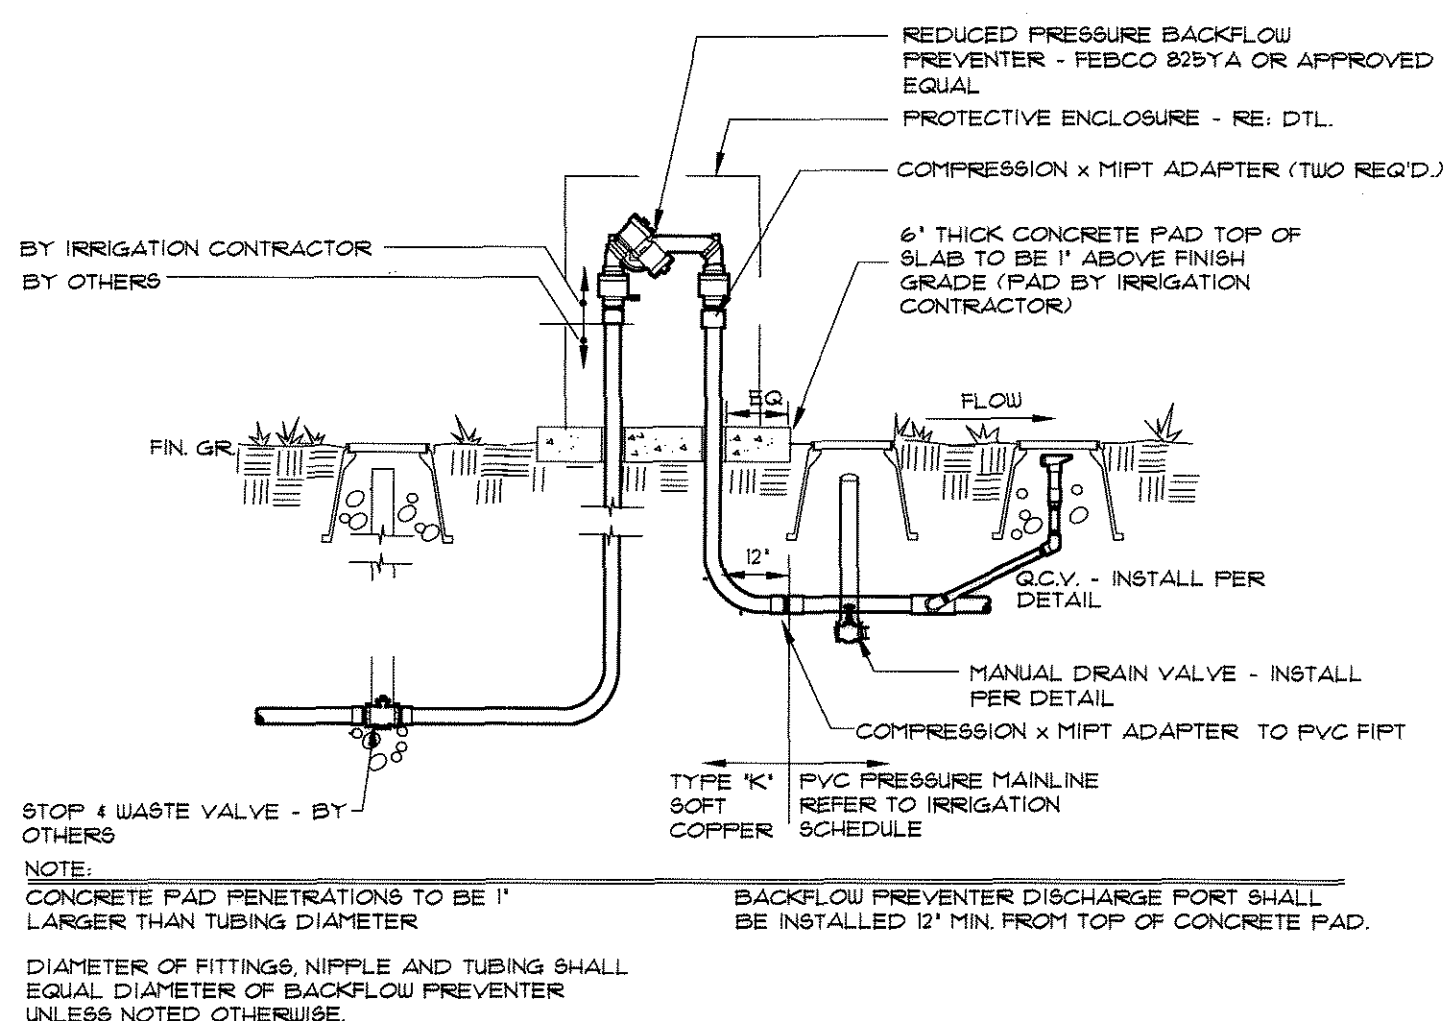 REDUCED PRESSURE BACKFLOW
PREVENTER - FEBCO 825YA OR APPROVED
EQUAL
PROTECTIVE ENCLOSURE - RE: DTL.
COMPRESSION x MIPT ADAPTER (TWO REQ'D.)
6" THICK CONCRETE PAD TOP OF
SLAB TO BE 1" ABOVE FINISH
GRADE (PAD BY IRRIGATION
CONTRACTOR)
BY IRRIGATION CONTRACTOR
BY OTHERS
EQ
FLOW
FIN. GR.
12"
Q.C.V. - INSTALL PER
DETAIL
MANUAL DRAIN VALVE - INSTALL
PER DETAIL
COMPRESSION x MIPT ADAPTER TO PVC FIPT
TYPE "K"
SOFT
COPPER
PVC PRESSURE MAINLINE
REFER TO IRRIGATION
SCHEDULE
STOP & WASTE VALVE - BY
OTHERS
NOTE:
CONCRETE PAD PENETRATIONS TO BE 1"
LARGER THAN TUBING DIAMETER
DIAMETER OF FITTINGS, NIPPLE AND TUBING SHALL
EQUAL DIAMETER OF BACKFLOW PREVENTER
UNLESS NOTED OTHERWISE.
BACKFLOW PREVENTER DISCHARGE PORT SHALL
BE INSTALLED 12" MIN. FROM TOP OF CONCRETE PAD.